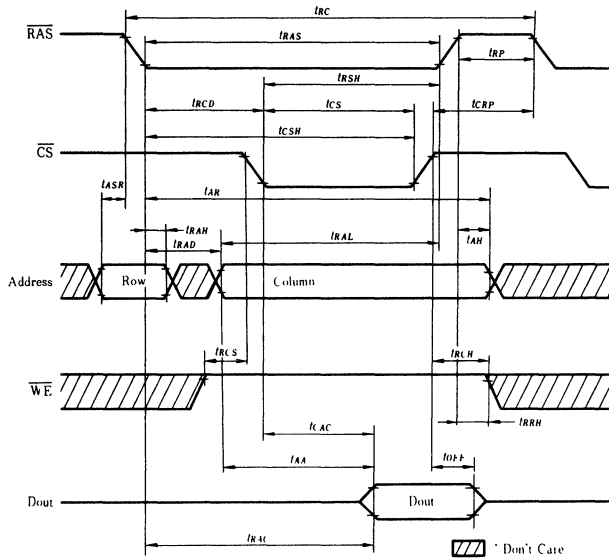 tRC
RAS
tRAS
tRP
tRSH
tRCD
tCS
tCRP
tCSH
CS
tASR
tAR
tRAH
tRAD
tRAL
tAH
Address
Row
Column
tRCS
tRCH
WE
tRRH
tCAC
tAA
tOFF
Dout
Dout
tRAC
Don't Care